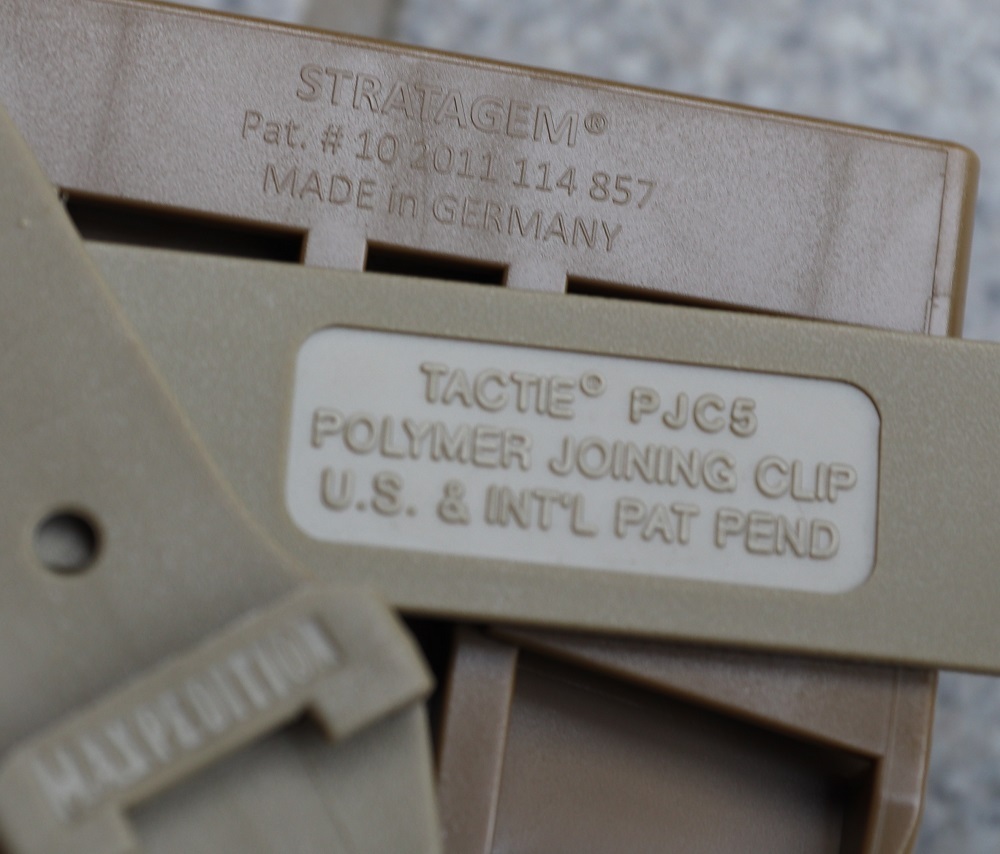 STRATAGEM®
Pat. # 10 2011 114 857
MADE in GERMANY
TACTIE® PJC5
POLYMER JOINING CLIP
U.S. & INT'L PAT PEND
MAXPEDITION